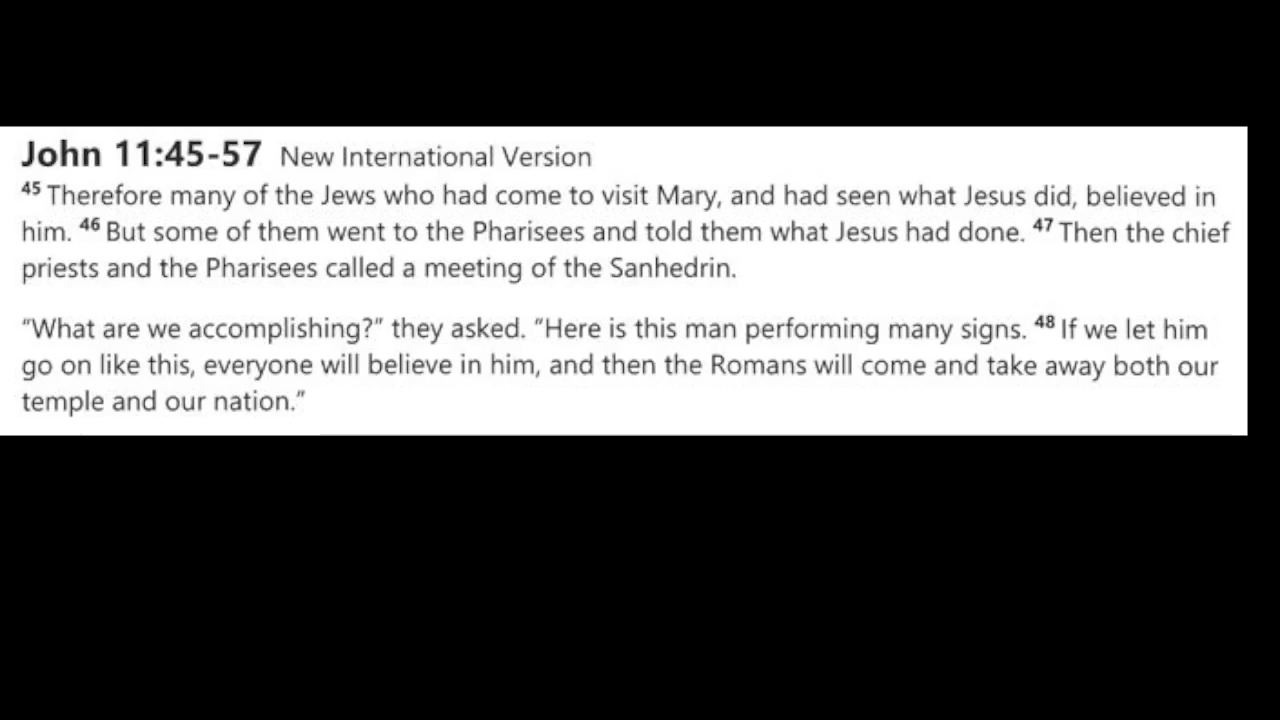 John 11:45-57 New International Version
45 Therefore many of the Jews who had come to visit Mary, and had seen what Jesus did, believed in
him. 46 But some of them went to the Pharisees and told them what Jesus had done. 47 Then the chief
priests and the Pharisees called a meeting of the Sanhedrin.
“What are we accomplishing?” they asked. “Here is this man performing many signs. 48 If we let him
go on like this, everyone will believe in him, and then the Romans will come and take away both our
temple and our nation.”